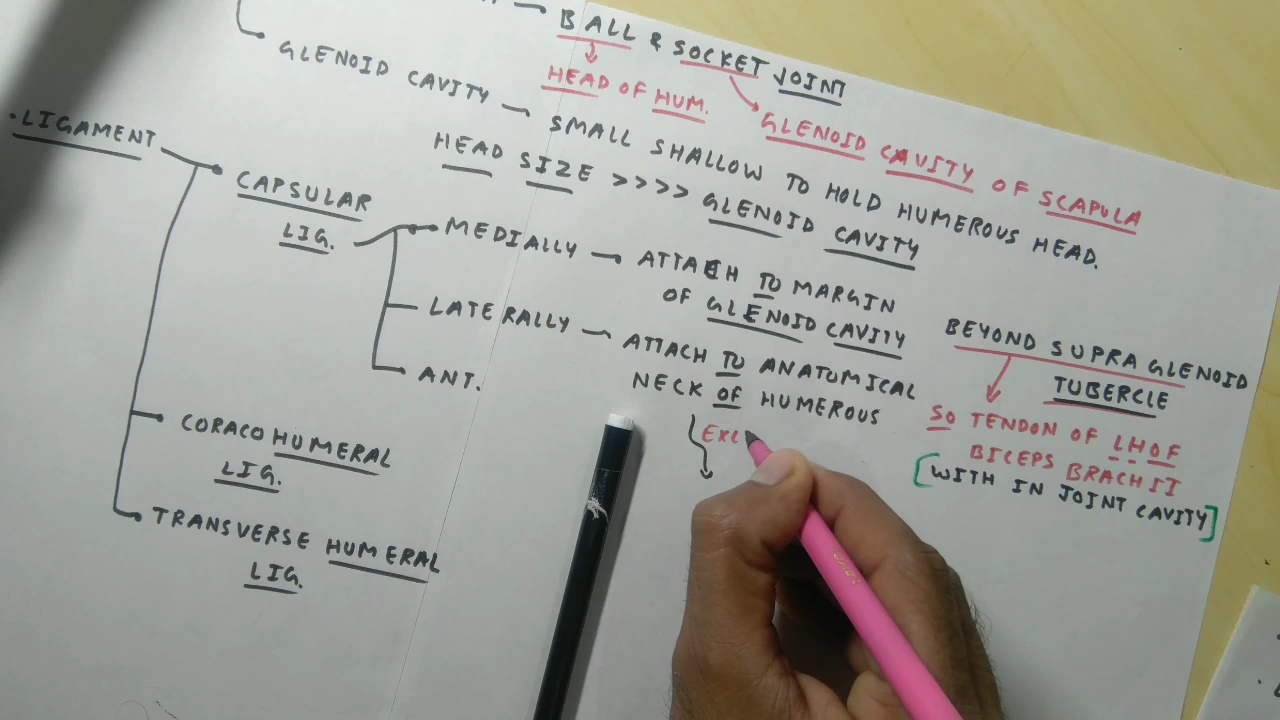 BALL & SOCKET JOINT
HEAD OF HUM.
GLENOID CAVITY OF SCAPULA
GLENOID CAVITY
SMALL SHALLOW TO HOLD HUMEROUS HEAD.
HEAD SIZE >>>> GLENOID CAVITY
.LIGAMENT
CAPSULAR
LIG.
MEDIALLY
ATTACH TO MARGIN
OF GLENOID CAVITY
BEYOND SUPRA GLENOID
TUBERCLE
SO TENDON OF LHOF
BICEPS BRACHII
[WITH IN JOINT CAVITY]
LATERALLY
ATTACH TO ANATOMICAL
NECK OF HUMEROUS
EXC
ANT.
CORACOHUMERAL
LIG.
TRANSVERSE HUMERAL
LIG.